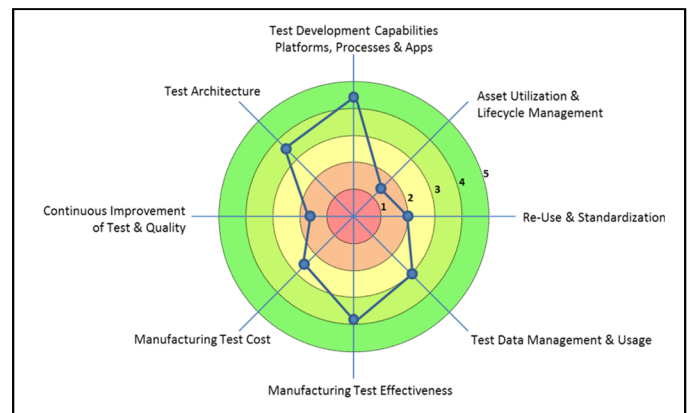 Test Development Capabilities
Platforms, Processes & Apps
Test Architecture
Asset Utilization &
Lifecycle Management
5
4
3
2
1
Continuous Improvement
of Test & Quality
Re-Use & Standardization
Manufacturing Test Cost
Test Data Management & Usage
Manufacturing Test Effectiveness